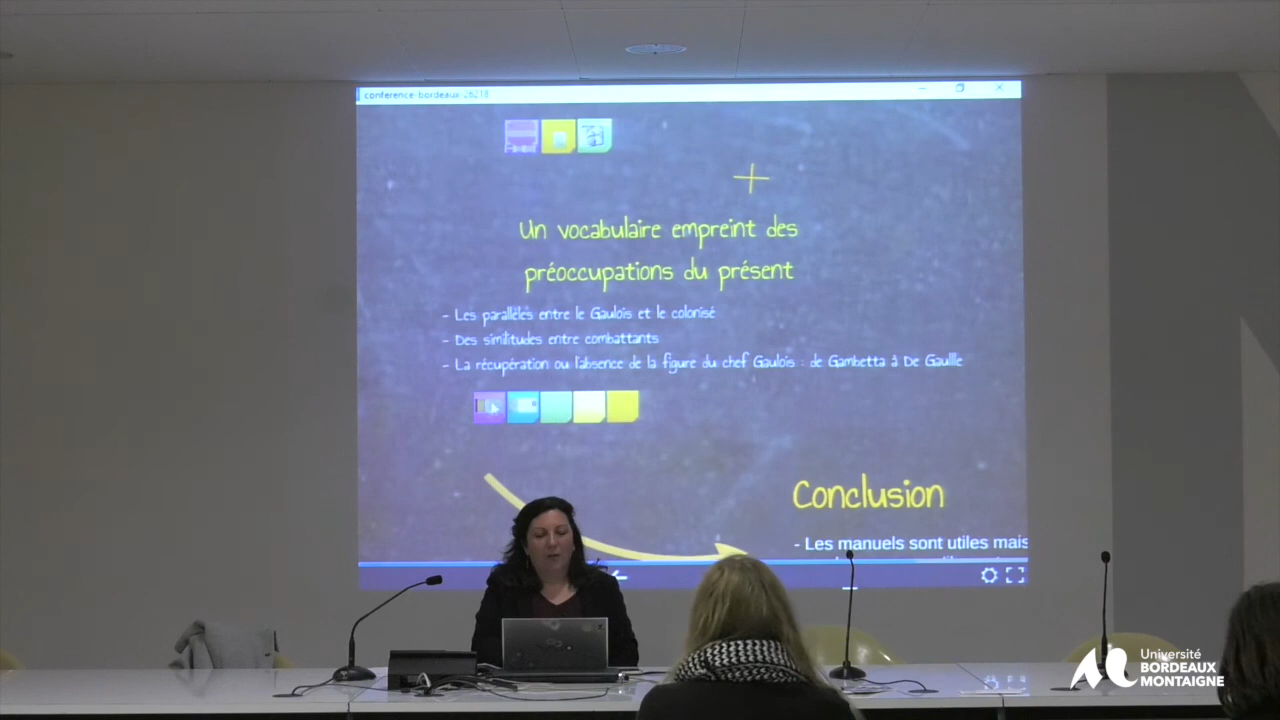 conference-bordeaux-26218
Un vocabulaire empreint des
préoccupations du présent
- Les parallèles entre le Gaulois et le colonisé
- Des similitudes entre combattants
- La récupération ou l'absence de la figure du chef Gaulois : de Gambetta à De Gaullle
Conclusion
- Les manuels sont utiles mais
Université
BORDEAUX
MONTAIGNE